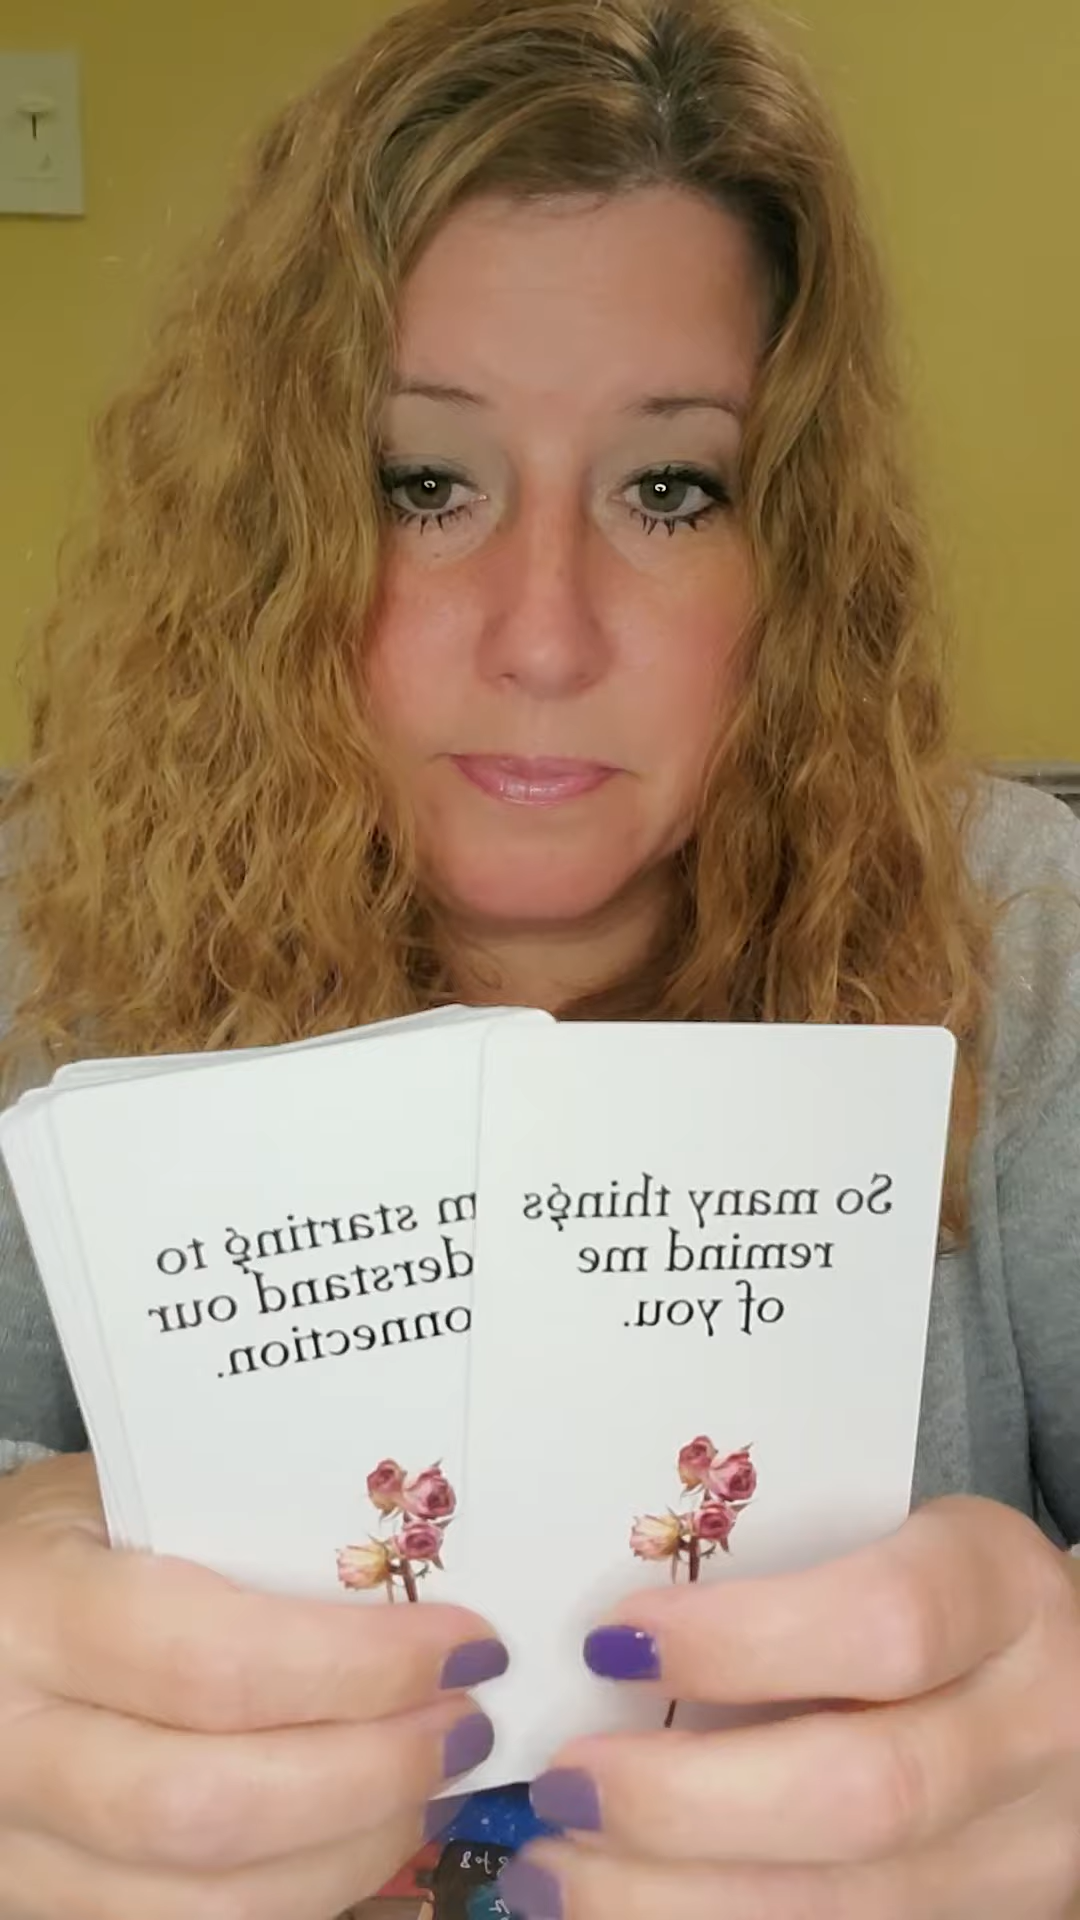 So many things
remind me
of you.
m starting to
derstand our
onnection.